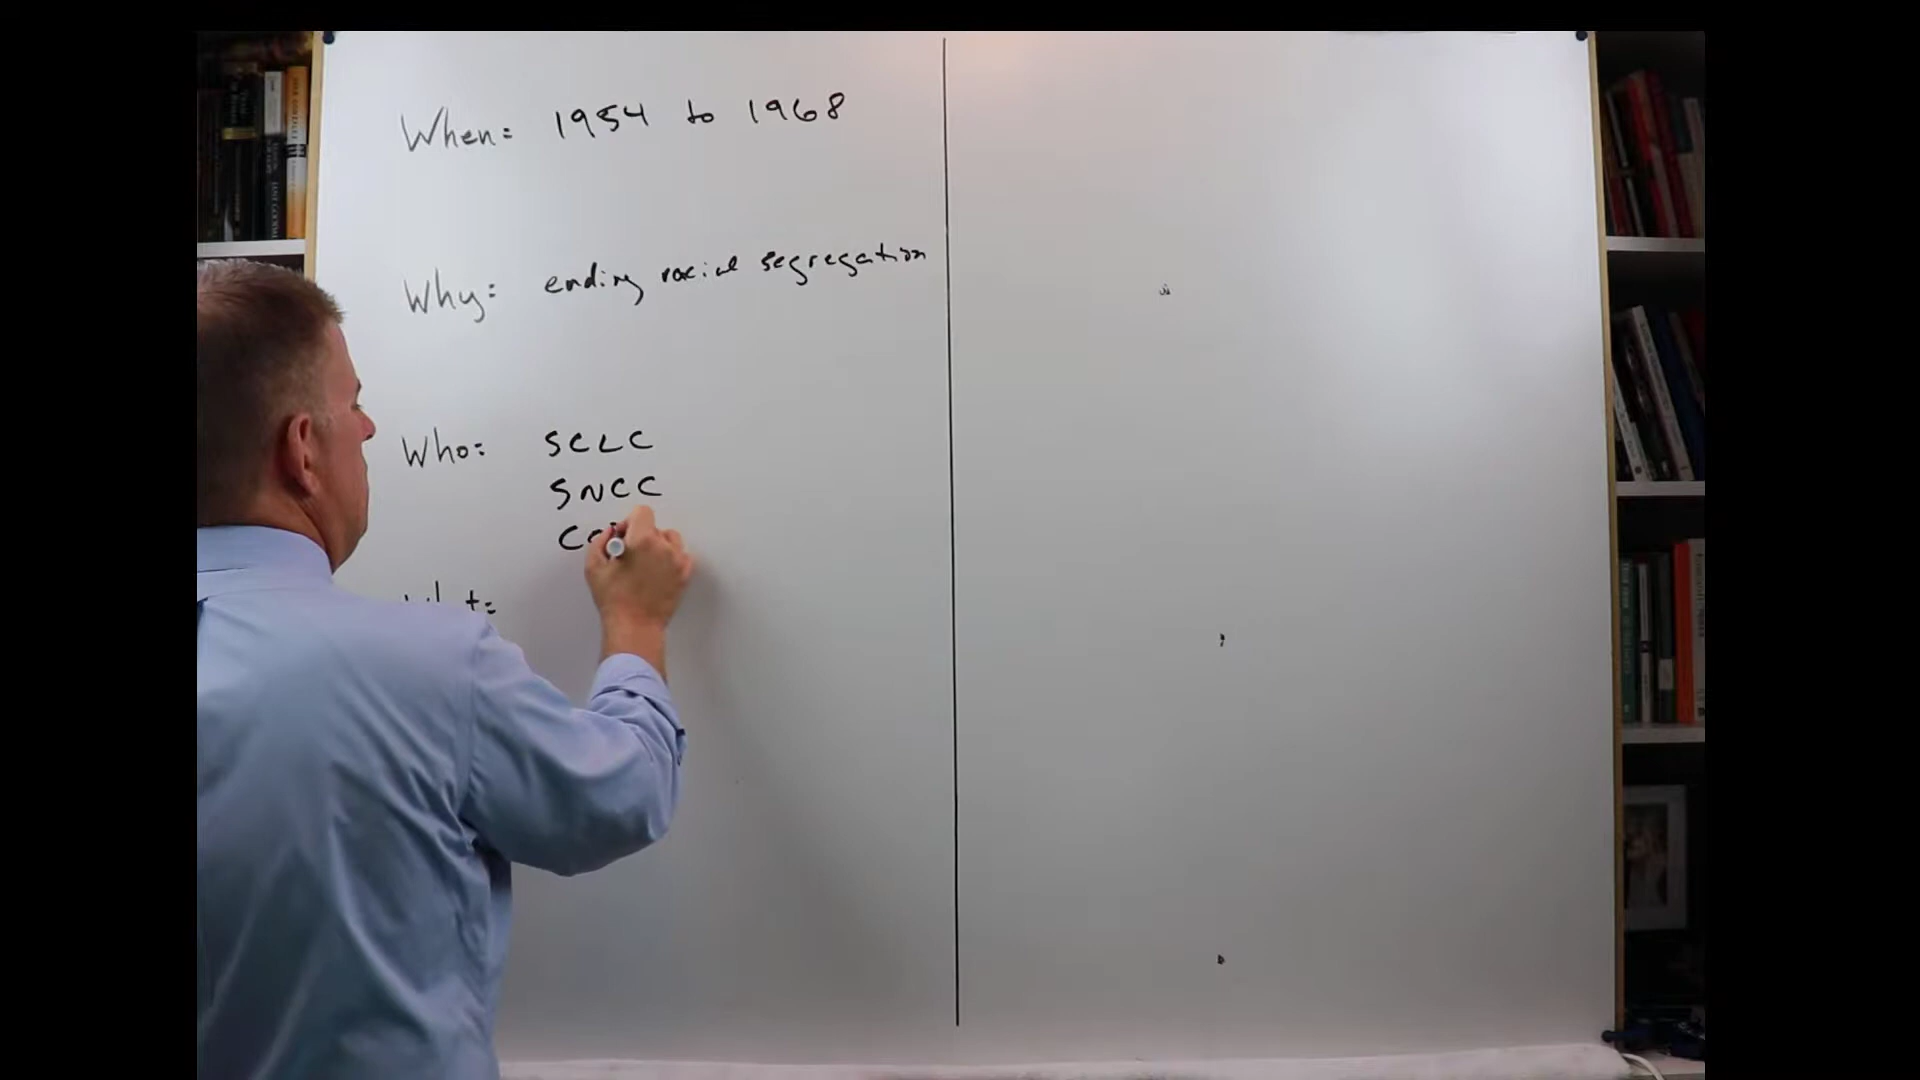 When: 1954 to 1968
Why: ending racial segregation
Who: SCLC
SNCC